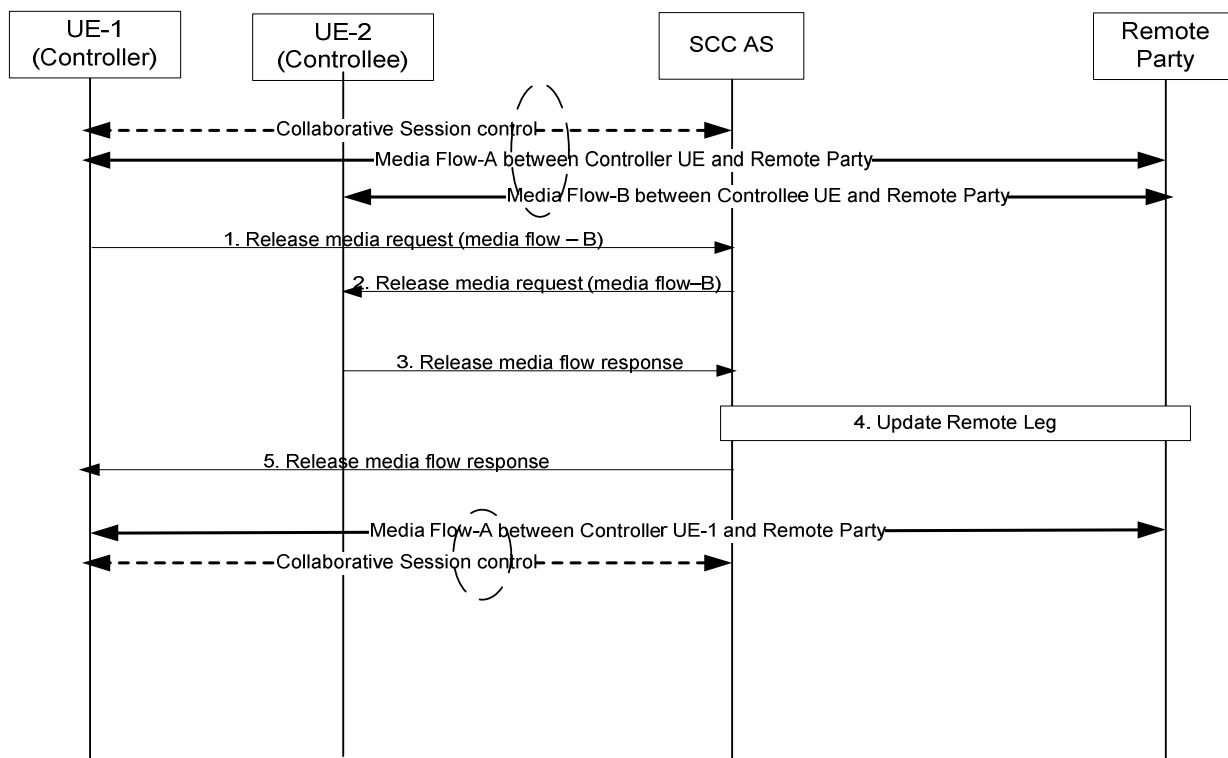 UE-1
(Controller)
UE-2
(Controllee)
SCC AS
Remote
Party
Collaborative Session control
Media Flow-A between Controller UE and Remote Party
Media Flow-B between Controllee UE and Remote Party
1. Release media request (media flow – B)
2. Release media request (media flow–B)
3. Release media flow response
4. Update Remote Leg
5. Release media flow response
Media Flow-A between Controller UE-1 and Remote Party
Collaborative Session control